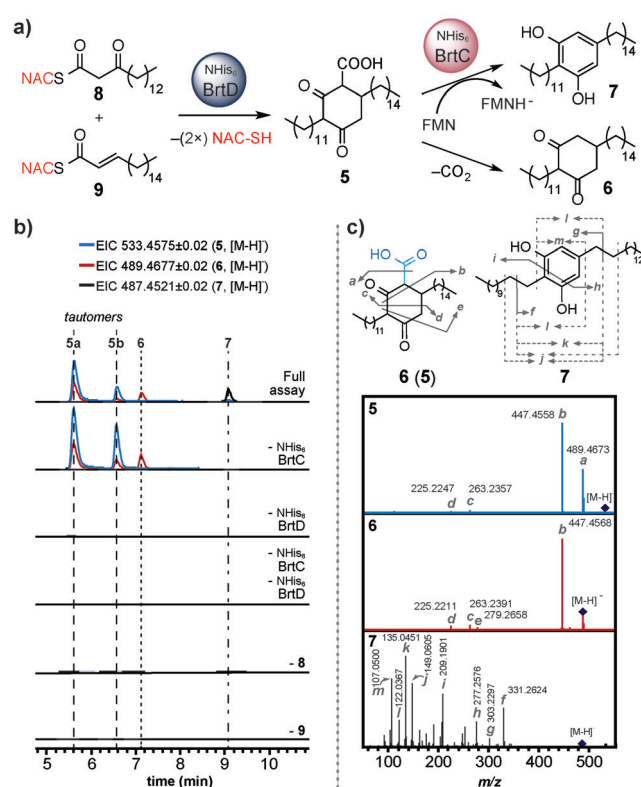 a)
O O
NAC S ( )12
8
+
O
NAC S ( )14
9
NHis6
BrtD
–(2×) NAC-SH
COOH
O
( )14
( )11
O
5
NHis6
BrtC
FMN
FMNH-
–CO2
HO
( )14
( )11
OH
7
O
( )14
( )11
O
6
b)
EIC 533.4575±0.02 (5, [M-H]-)
EIC 489.4677±0.02 (6, [M-H]-)
EIC 487.4521±0.02 (7, [M-H]-)
tautomers
5a 5b 6 7
Full
assay
- NHis6
BrtC
- NHis6
BrtD
- NHis6
BrtC
- NHis6
BrtD
- 8
- 9
5 6 7 8 9 10
time (min)
c)
HO O
a b
O
c
( )14
d e
( )11
O
6 (5)
l
g
m
HO
i
( )12
( )9
h
OH
f
l
k
j
7
5
447.4558 b
489.4673
a
225.2247 263.2357
d c
[M-H]-
6
b 447.4568
[M-H]-
225.2211 263.2391
279.2658
d c e
7
107.0500
m
122.0367
l
135.0451
k
149.0605
j
209.1901
i
277.2576
h
303.2297
g
331.2624
f
[M-H]-
100 200 300 400 500
m/z